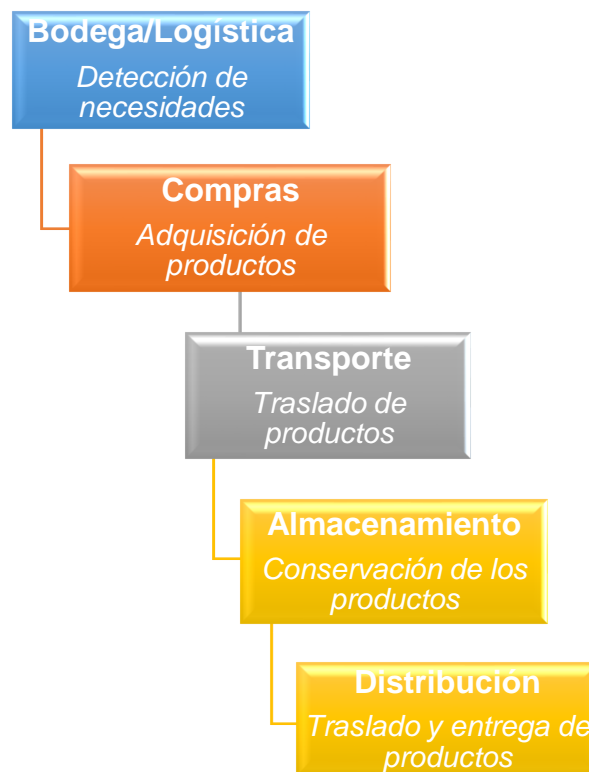 Bodega/Logística
Detección de
necesidades
Compras
Adquisición de
productos
Transporte
Traslado de
productos
Almacenamiento
Conservación de los
productos
Distribución
Traslado y entrega de
productos